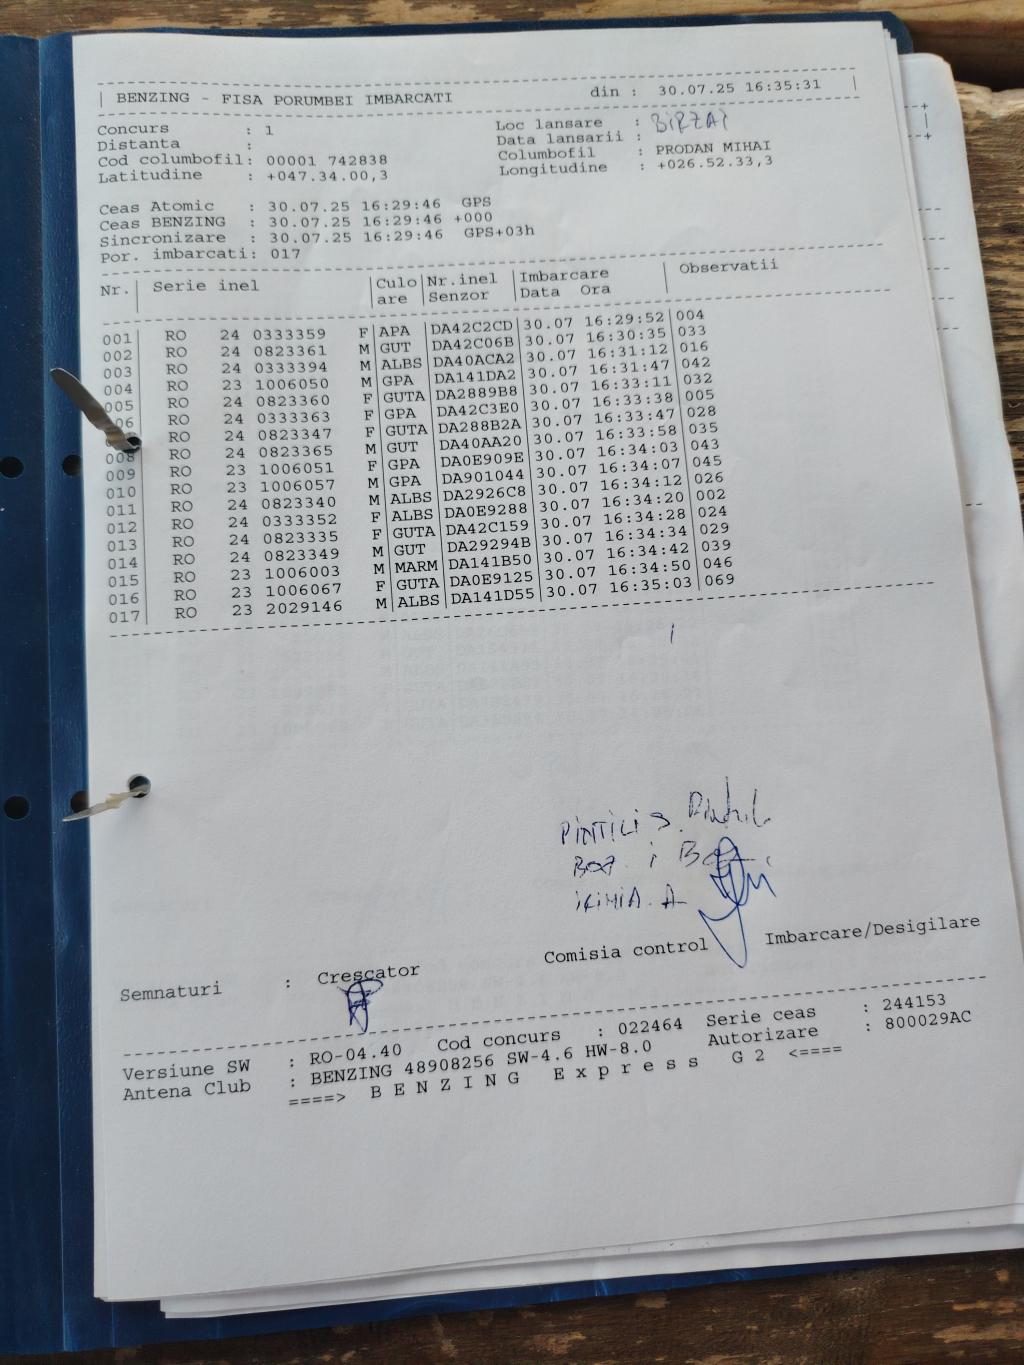 BENZING - FISA PORUMBEI IMBARCATI din : 30.07.25 16:35:31
Concurs : 1 Loc lansare : BIRZAI
Distanta : Data lansarii :
Cod columbofil: 00001 742838 Columbofil : PRODAN MIHAI
Latitudine : +047.34.00,3 Longitudine : +026.52.33,3
Ceas Atomic : 30.07.25 16:29:46 GPS
Ceas BENZING : 30.07.25 16:29:46 +000
Sincronizare : 30.07.25 16:29:46 GPS+03h
Por. imbarcati: 017
Nr. | Serie inel | Culo | Nr.inel | Imbarcare | Observatii
are | Senzor | Data Ora
001 | RO 24 0333359 F | APA | DA42C2CD | 30.07 16:29:52 | 004
002 | RO 24 0823361 M | GUT | DA42C06B | 30.07 16:30:35 | 033
003 | RO 24 0333394 M | ALBS | DA40ACA2 | 30.07 16:31:12 | 016
004 | RO 23 1006050 M | GPA | DA141DA2 | 30.07 16:31:47 | 042
005 | RO 24 0823360 F | GUTA | DA2889B8 | 30.07 16:33:11 | 032
006 | RO 24 0333363 F | GPA | DA42C3E0 | 30.07 16:33:38 | 005
RO 24 0823347 F | GUTA | DA288B2A | 30.07 16:33:47 | 028
008 | RO 24 0823365 M | GUT | DA40AA20 | 30.07 16:33:58 | 035
009 | RO 23 1006051 F | GPA | DA0E909E | 30.07 16:34:03 | 043
010 | RO 23 1006057 M | GPA | DA901044 | 30.07 16:34:07 | 045
011 | RO 24 0823340 M | ALBS | DA2926C8 | 30.07 16:34:12 | 026
012 | RO 24 0333352 F | ALBS | DA0E9288 | 30.07 16:34:20 | 002
013 | RO 24 0823335 F | GUTA | DA42C159 | 30.07 16:34:28 | 024
014 | RO 24 0823349 M | GUT | DA29294B | 30.07 16:34:34 | 029
015 | RO 23 1006003 M | MARM | DA141B50 | 30.07 16:34:42 | 039
016 | RO 23 1006067 F | GUTA | DA0E9125 | 30.07 16:34:50 | 046
017 | RO 23 2029146 M | ALBS | DA141D55 | 30.07 16:35:03 | 069
PINTILI S.
BOZ i
IRIMIA A
Semnaturi : Crescator Comisia control Imbarcare/Desigilare
Versiune SW : RO-04.40 Cod concurs : 022464 Serie ceas : 244153
Antena Club : BENZING 48908256 SW-4.6 HW-8.0 Autorizare : 800029AC
====> B E N Z I N G E x p r e s s G 2 <====